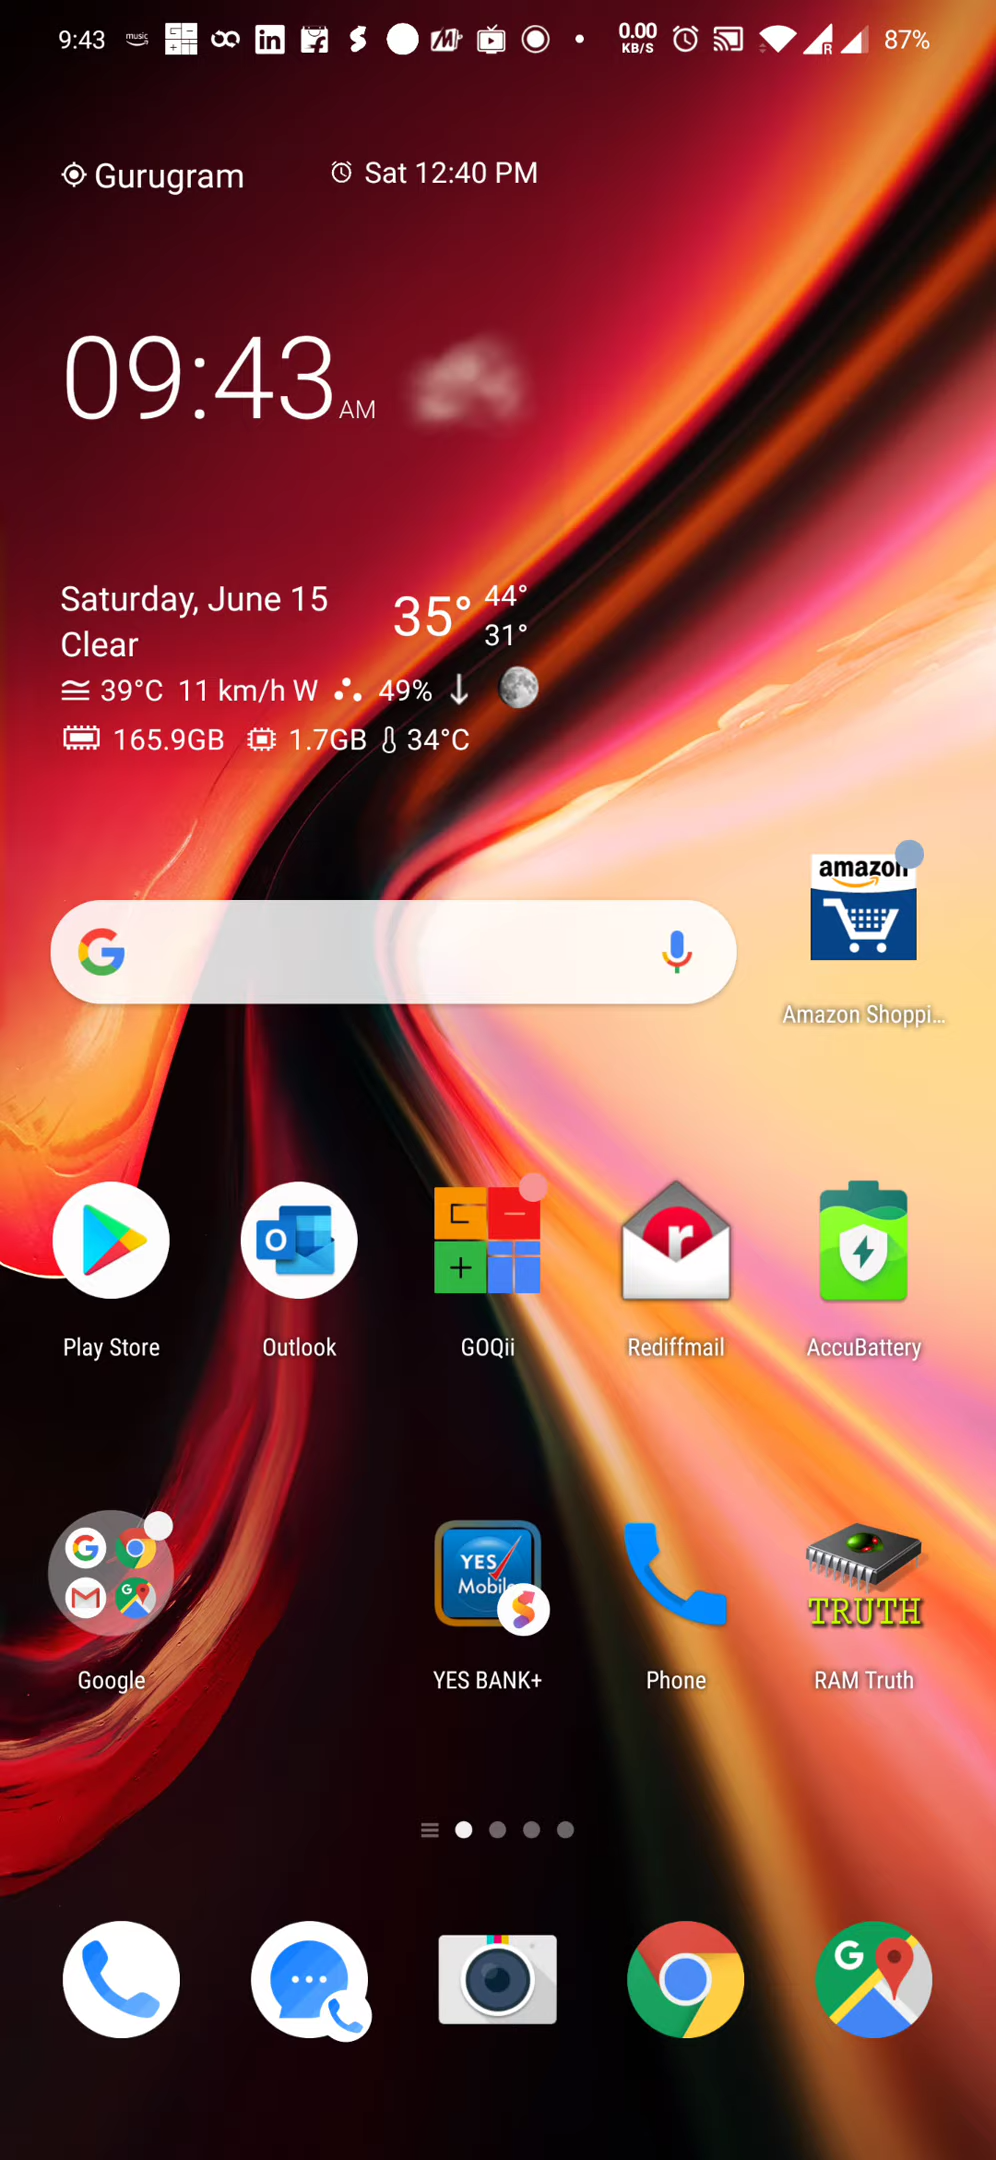 9:43 music 0.00 KB/S R 87%
Gurugram Sat 12:40 PM
09:43 AM
Saturday, June 15 35° 44°
Clear 31°
39°C 11 km/h W 49%
165.9GB 1.7GB 34°C
amazon
Amazon Shoppi...
Play Store Outlook GOQii Rediffmail AccuBattery
YES
Mobile
TRUTH
Google YES BANK+ Phone RAM Truth